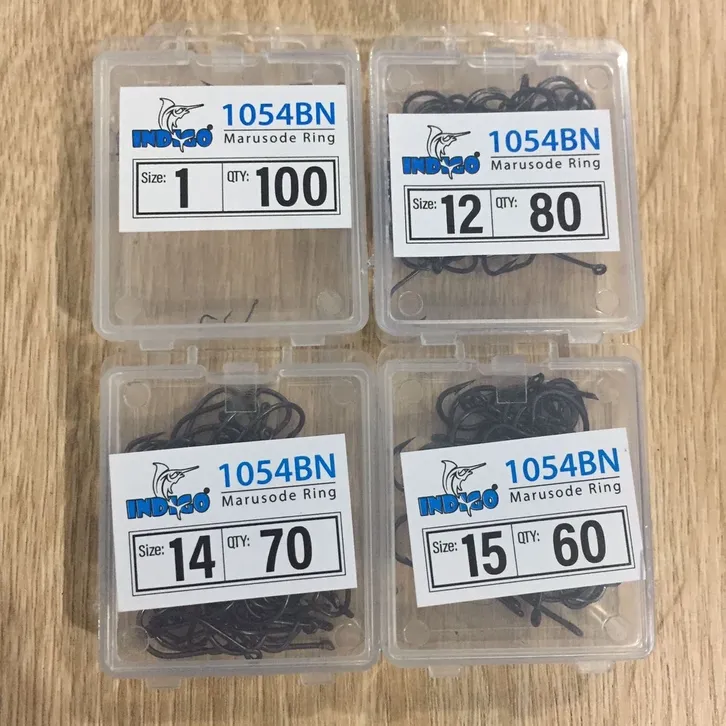 INDIGO®
1054BN
Marusode Ring
Size: 1 QTY: 100
INDIGO®
1054BN
Marusode Ring
Size: 12 QTY: 80
INDIGO®
1054BN
Marusode Ring
Size: 14 QTY: 70
INDIGO®
1054BN
Marusode Ring
Size: 15 QTY: 60